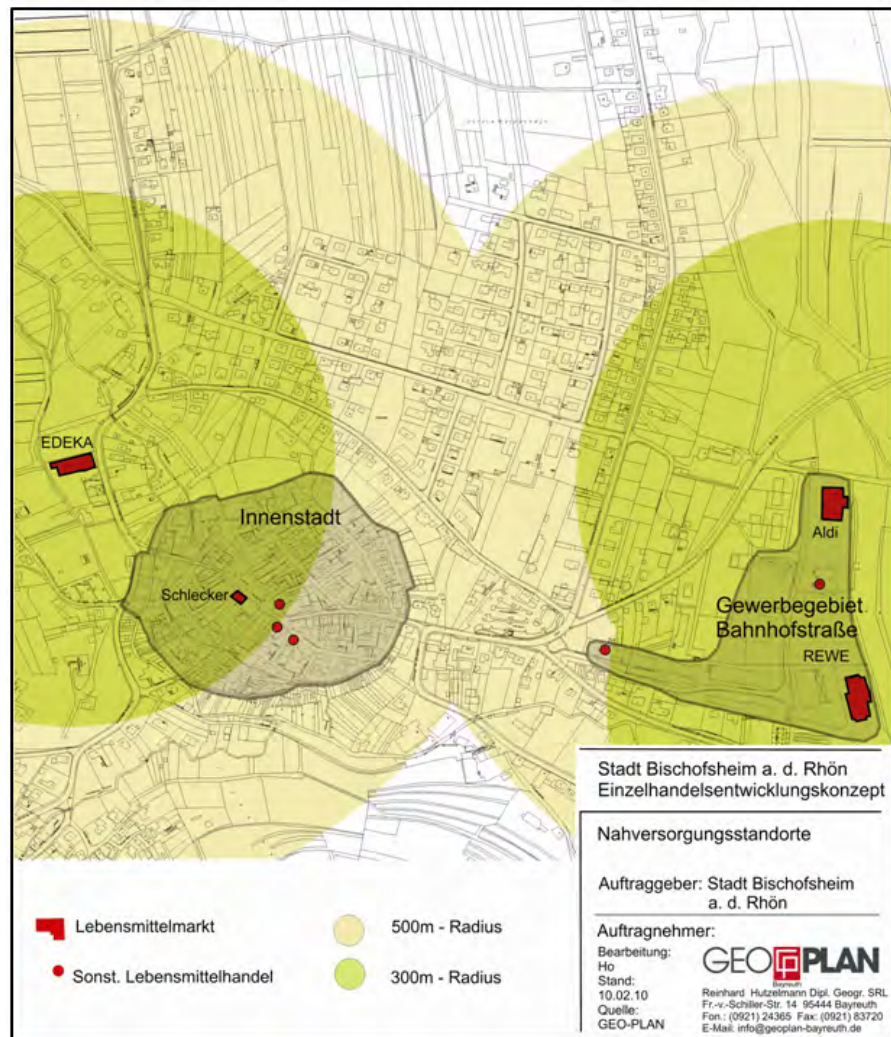 EDEKA
Innenstadt
Schlecker
Aldi
Gewerbegebiet
Bahnhofstraße
REWE
Stadt Bischofsheim a. d. Rhön
Einzelhandelsentwicklungskonzept
Nahversorgungsstandorte
Auftraggeber: Stadt Bischofsheim
a. d. Rhön
Auftragnehmer:
Bearbeitung:
Ho
Stand:
10.02.10
Quelle:
GEO-PLAN
GEO PLAN
Bayreuth
Reinhard Hutzelmann Dipl. Geogr. SRL
Fr.-v.-Schiller-Str. 14 95444 Bayreuth
Fon.: (0921) 24365 Fax: (0921) 83720
E-Mail: info@geoplan-bayreuth.de
Lebensmittelmarkt
Sonst. Lebensmittelhandel
500m - Radius
300m - Radius